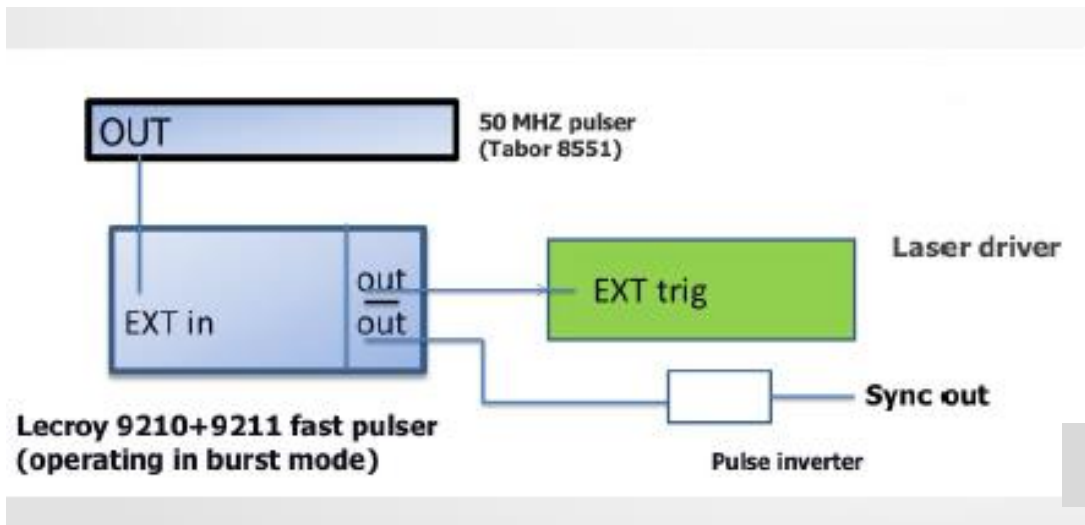 OUT
50 MHZ pulser
(Tabor 8551)
Laser driver
out
EXT trig
EXT in
out
Sync out
Lecroy 9210+9211 fast pulser
(operating in burst mode)
Pulse inverter